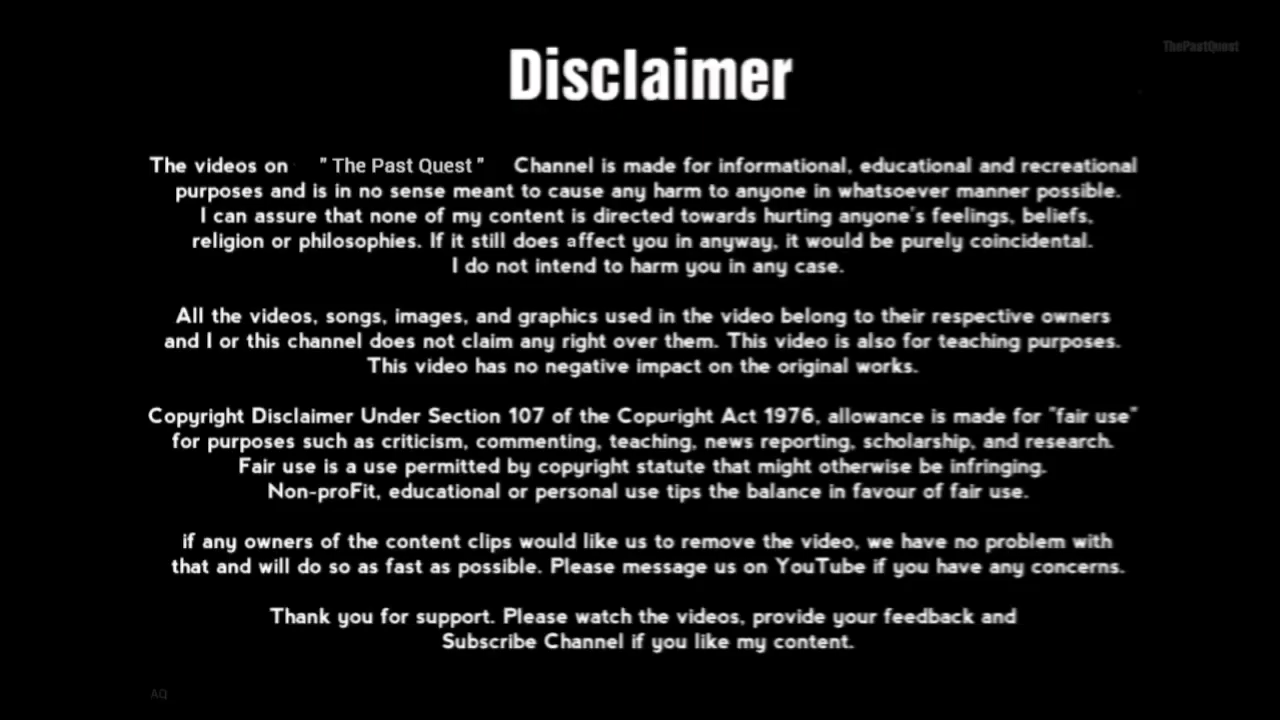 ThePastQuest
Disclaimer
The videos on " The Past Quest " Channel is made for informational, educational and recreational
purposes and is in no sense meant to cause any harm to anyone in whatsoever manner possible.
I can assure that none of my content is directed towards hurting anyone's feelings, beliefs,
religion or philosophies. If it still does affect you in anyway, it would be purely coincidental.
I do not intend to harm you in any case.
All the videos, songs, images, and graphics used in the video belong to their respective owners
and I or this channel does not claim any right over them. This video is also for teaching purposes.
This video has no negative impact on the original works.
Copyright Disclaimer Under Section 107 of the Copuright Act 1976, allowance is made for "fair use"
for purposes such as criticism, commenting, teaching, news reporting, scholarship, and research.
Fair use is a use permitted by copyright statute that might otherwise be infringing.
Non-proFit, educational or personal use tips the balance in favour of fair use.
if any owners of the content clips would like us to remove the video, we have no problem with
that and will do so as fast as possible. Please message us on YouTube if you have any concerns.
Thank you for support. Please watch the videos, provide your feedback and
Subscribe Channel if you like my content.
AQ